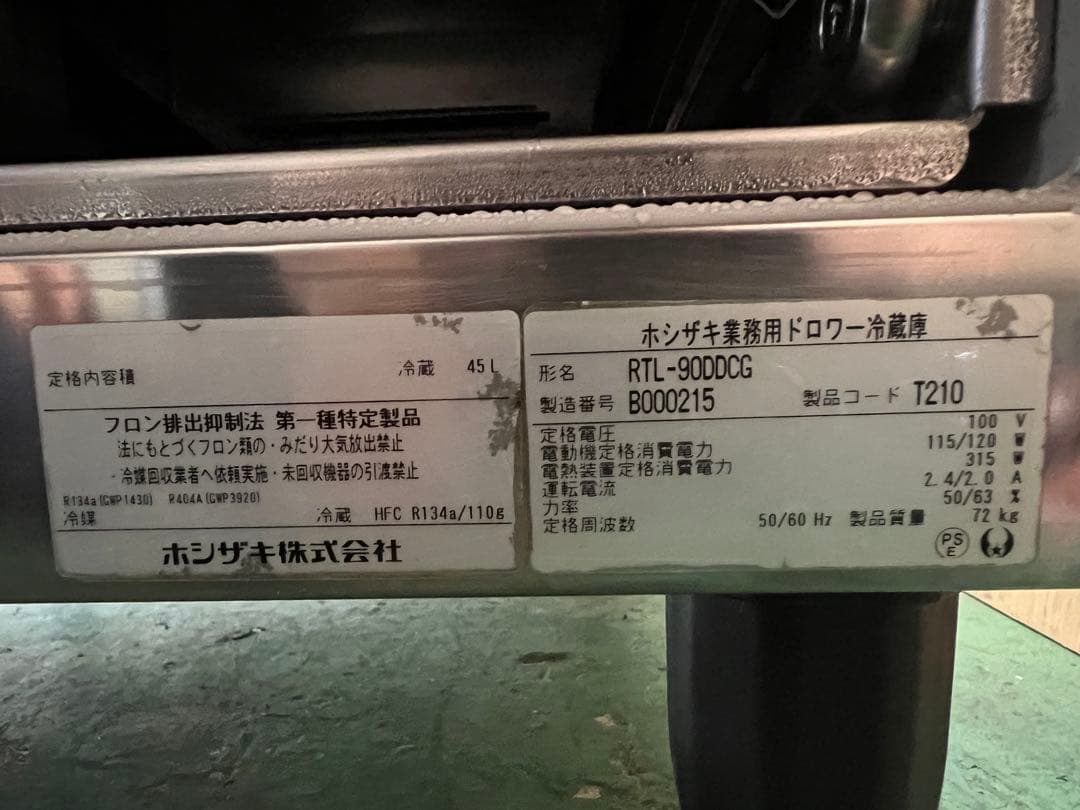 定格内容積 冷蔵 45L
フロン排出抑制法 第一種特定製品
法にもとづくフロン類の・みだり大気放出禁止
・冷媒回収業者へ依頼実施・未回収機器の引渡禁止
R134a(GWP1430) R404A(GWP3920)
冷媒 冷蔵 HFC R134a/110g
ホシザキ株式会社
ホシザキ業務用ドロワー冷蔵庫
形名 RTL-90DDCG
製造番号 B000215 製品コード T210
定格電圧 100 V
電動機定格消費電力 115/120 W
電熱装置定格消費電力 315 W
運転電流 2.4/2.0 A
力率 50/63 %
定格周波数 50/60 Hz 製品質量 72 kg
PS
E